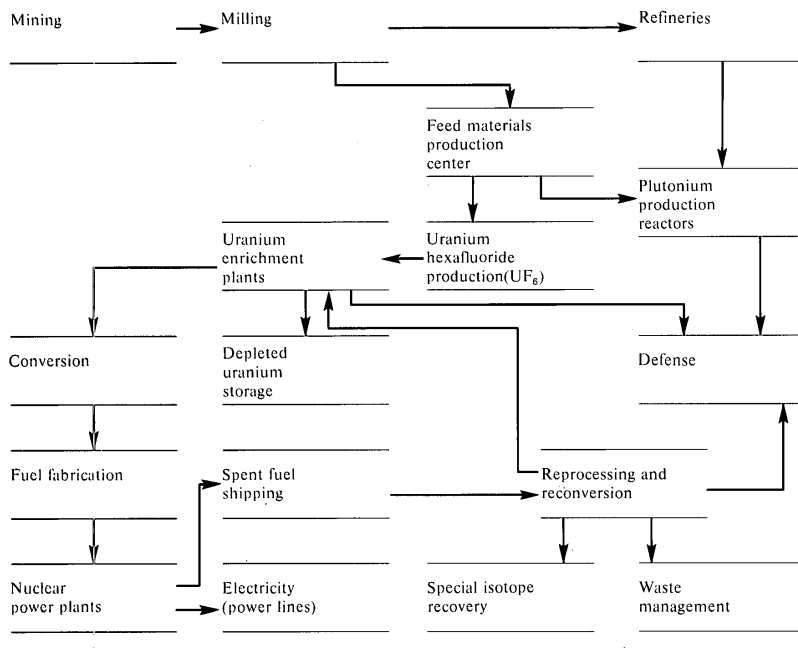 Mining
Milling
Refineries
Feed materials
production
center
Plutonium
production
reactors
Uranium
enrichment
plants
Uranium
hexafluoride
production(UF₆)
Conversion
Depleted
uranium
storage
Defense
Fuel fabrication
Spent fuel
shipping
Reprocessing and
reconversion
Nuclear
power plants
Electricity
(power lines)
Special isotope
recovery
Waste
management